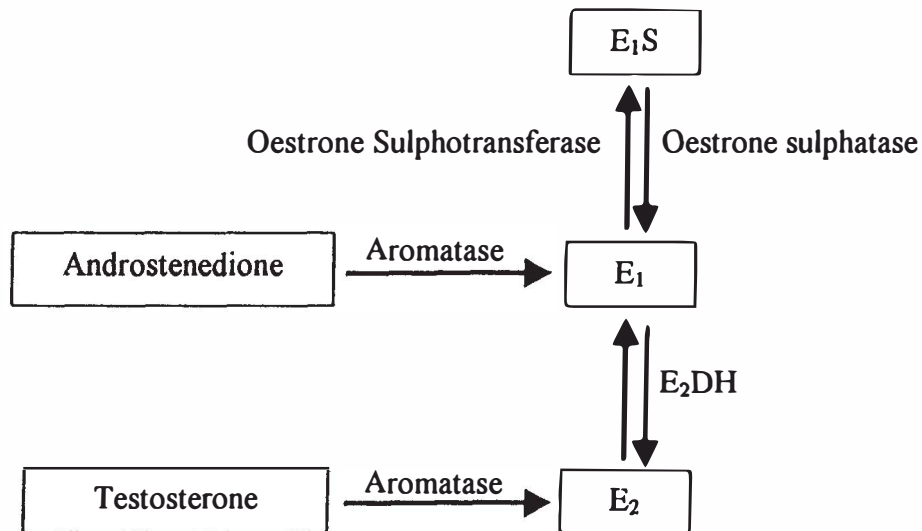 E₁S
Oestrone Sulphotransferase
Oestrone sulphatase
Androstenedione
Aromatase
E₁
E₂DH
Testosterone
Aromatase
E₂